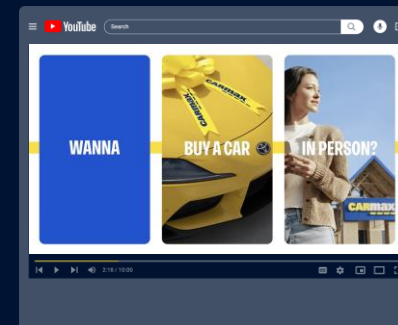 YouTube
Search
CARMAX
CARMAX
WANNA
BUY A CAR
IN PERSON?
CARMAX
2:16 / 10:00